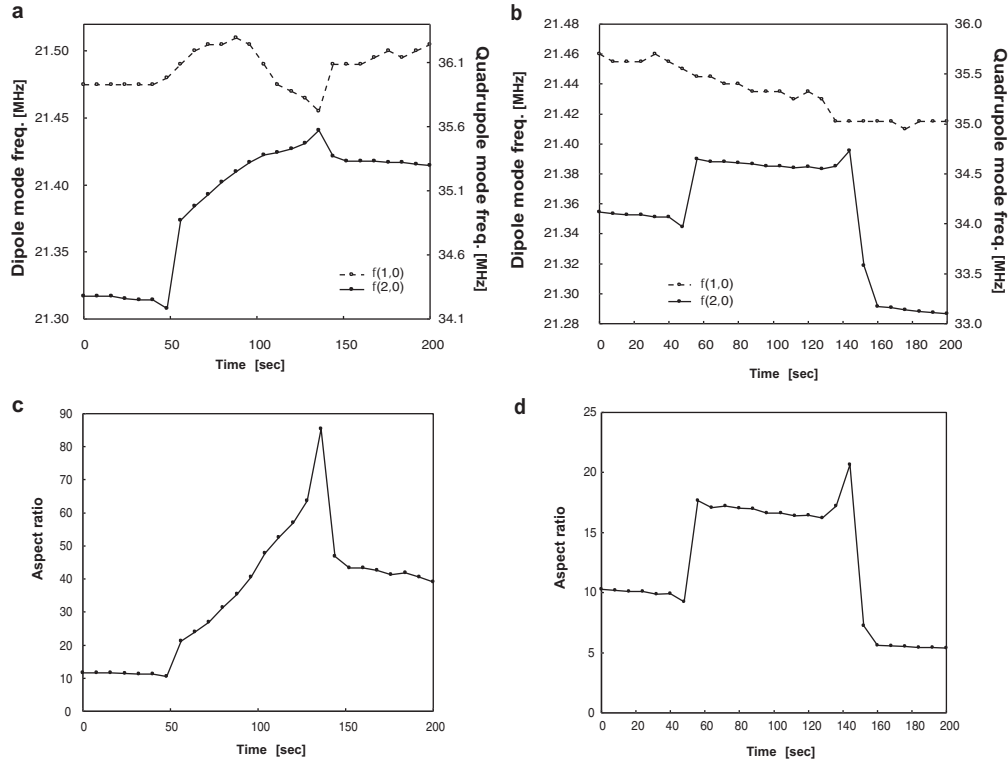 a
Dipole mode freq. [MHz]
21.50
21.45
21.43
21.40
21.35
21.33
21.30
Quadrupole mode freq. [MHz]
36.1
35.6
35.1
34.6
34.1
f(1,0)
f(2,0)
0 50 100 150 200
Time [sec]
b
Dipole mode freq. [MHz]
21.48
21.46
21.44
21.42
21.40
21.38
21.36
21.34
21.33
21.30
21.28
Quadrupole mode freq. [MHz]
36.0
35.5
35.0
34.5
34.0
33.5
33.0
f(1,0)
f(2,0)
0 20 40 60 80 100 120 140 160 180 200
Time [sec]
c
Aspect ratio
90
80
70
60
50
40
30
20
10
0
0 50 100 150 200
Time [sec]
d
Aspect ratio
25
20
15
10
5
0
0 20 40 60 80 100 120 140 160 180 200
Time [sec]